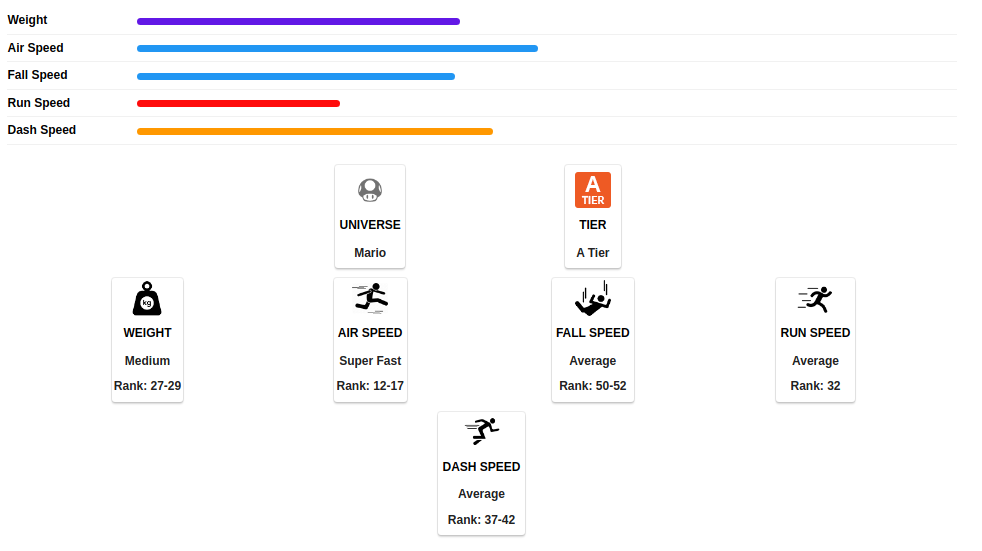 Weight
Air Speed
Fall Speed
Run Speed
Dash Speed
A
TIER
UNIVERSE
TIER
Mario
A Tier
kg
WEIGHT
AIR SPEED
FALL SPEED
RUN SPEED
Medium
Super Fast
Average
Average
Rank: 27-29
Rank: 12-17
Rank: 50-52
Rank: 32
DASH SPEED
Average
Rank: 37-42